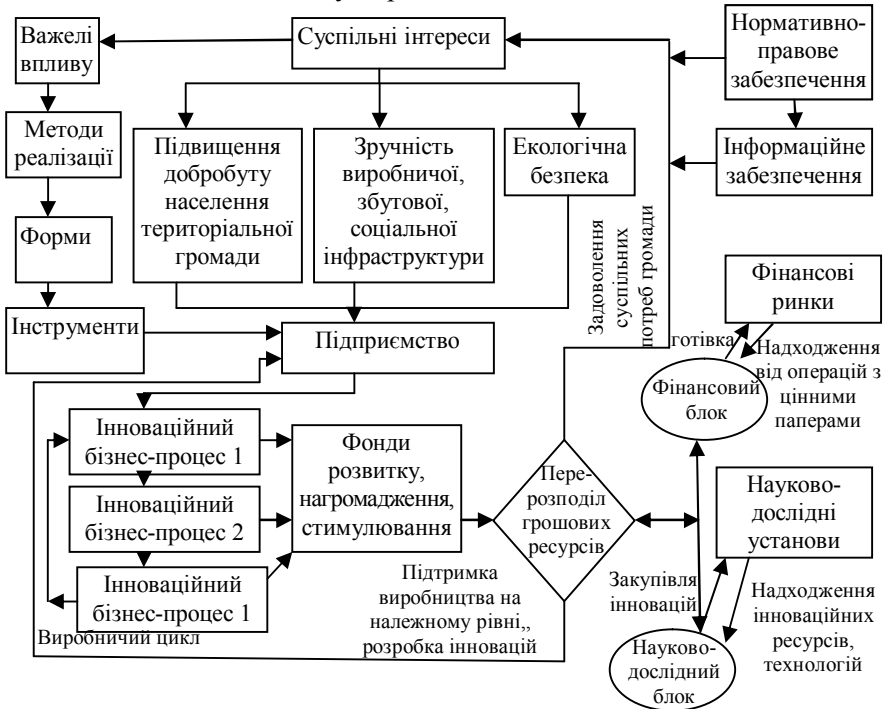 Важелі
впливу
Суспільні інтереси
Нормативно-
правове
забезпечення
Методи
реалізації
Підвищення
добробуту
населення
територіальної
громади
Зручність
виробничої,
збутової,
соціальної
інфраструктури
Екологічна
безпека
Інформаційне
забезпечення
Форми
Задоволення
суспільних
потреб громади
Фінансові
ринки
Інструменти
Підприємство
готівка
Надходження
від операцій з
цінними
паперами
Фінансовий
блок
Інноваційний
бізнес-процес 1
Фонди
розвитку,
нагромадження,
стимулювання
Пере-
розподіл
грошових
ресурсів
Науково-
дослідні
установи
Інноваційний
бізнес-процес 2
Інноваційний
бізнес-процес 1
Виробничий цикл
Підтримка
виробництва на
належному рівні,,
розробка інновацій
Закупівля
інновацій
Надходження
інноваційних
ресурсів,
технологій
Науково-
дослідний
блок